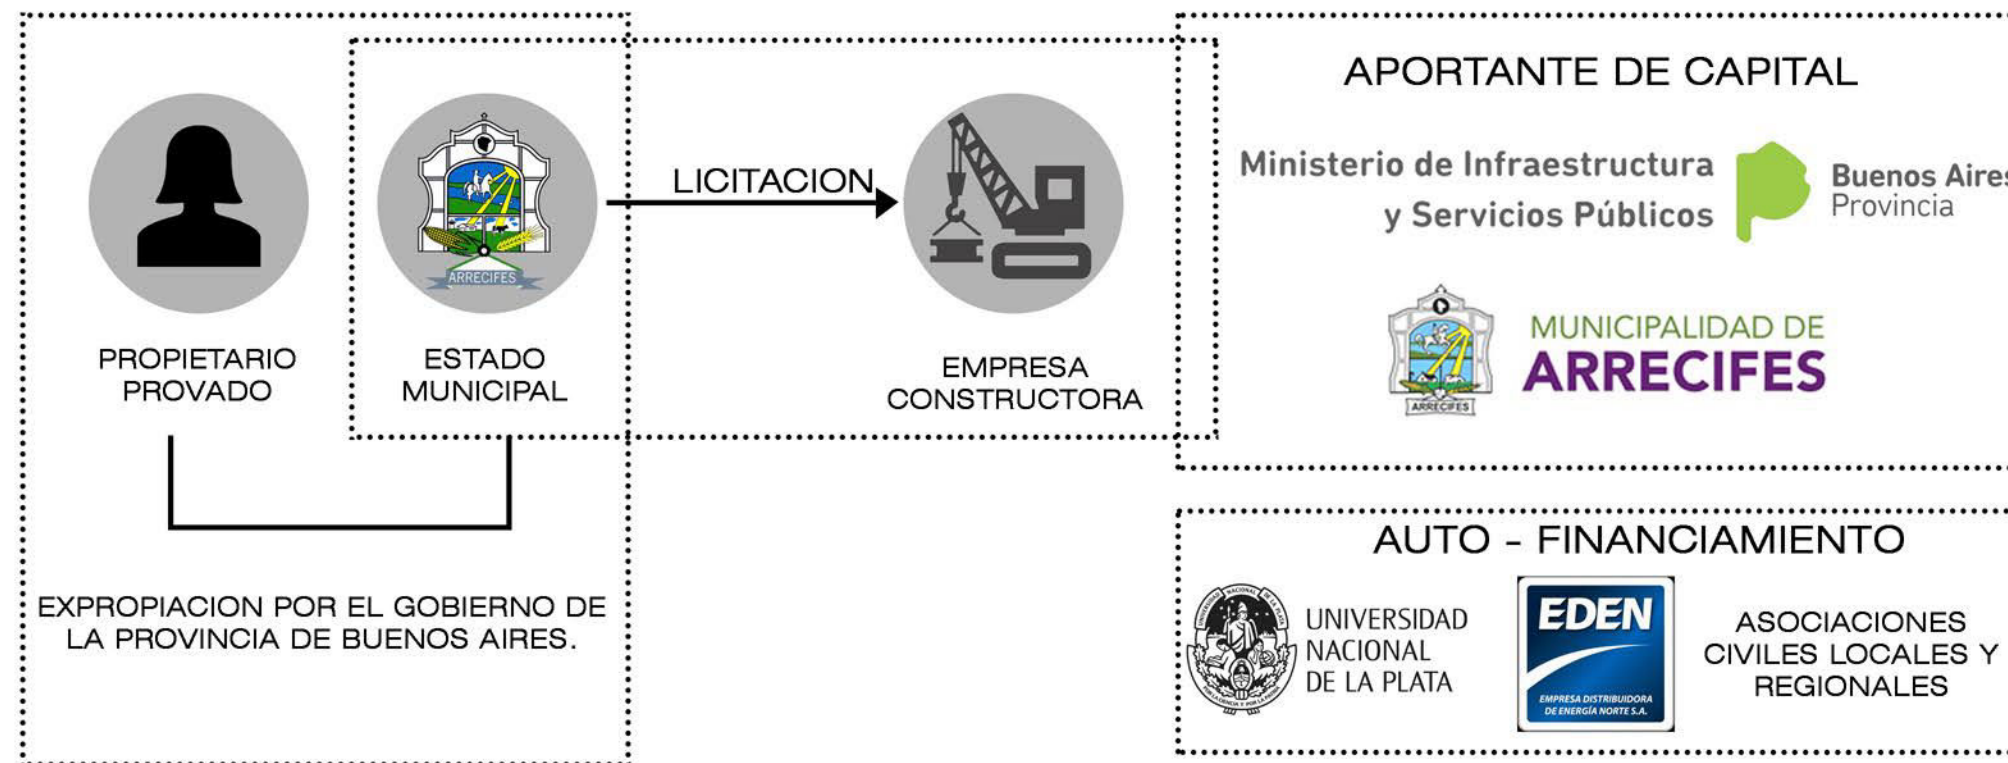 PROPIETARIO
PROVADO
ARRECIFES
ESTADO
MUNICIPAL
LICITACION
EMPRESA
CONSTRUCTORA
EXPROPIACION POR EL GOBIERNO DE
LA PROVINCIA DE BUENOS AIRES.
APORTANTE DE CAPITAL
Ministerio de Infraestructura
y Servicios Públicos
Buenos Aires
Provincia
ARRECIFES
MUNICIPALIDAD DE
ARRECIFES
AUTO - FINANCIAMIENTO
UNIVERSIDAD
NACIONAL
DE LA PLATA
EDEN
EMPRESA DISTRIBUIDORA
DE ENERGÍA NORTE S.A.
ASOCIACIONES
CIVILES LOCALES Y
REGIONALES